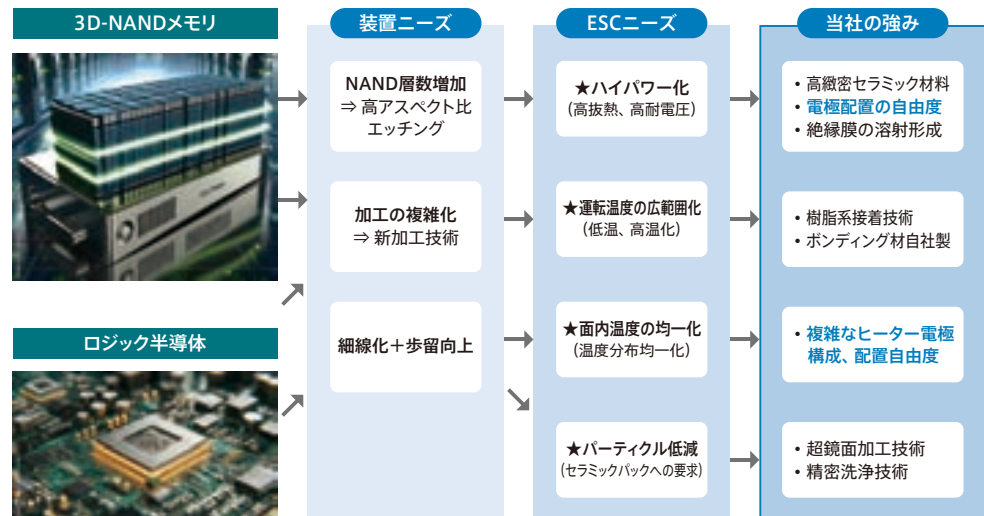 3D-NANDメモリ
装置ニーズ
ESCニーズ
当社の強み
NAND層数増加
⇒ 高アスペクト比
エッチング
★ハイパワー化
(高抜熱、高耐電圧)
• 高緻密セラミック材料
• 電極配置の自由度
• 絶縁膜の溶射形成
加工の複雑化
⇒ 新加工技術
★運転温度の広範囲化
(低温、高温化)
• 樹脂系接着技術
• ボンディング材自社製
ロジック半導体
細線化＋歩留向上
★面内温度の均一化
(温度分布均一化)
• 複雑なヒーター電極
構成、配置自由度
★パーティクル低減
(セラミックパックへの要求)
• 超鏡面加工技術
• 精密洗浄技術